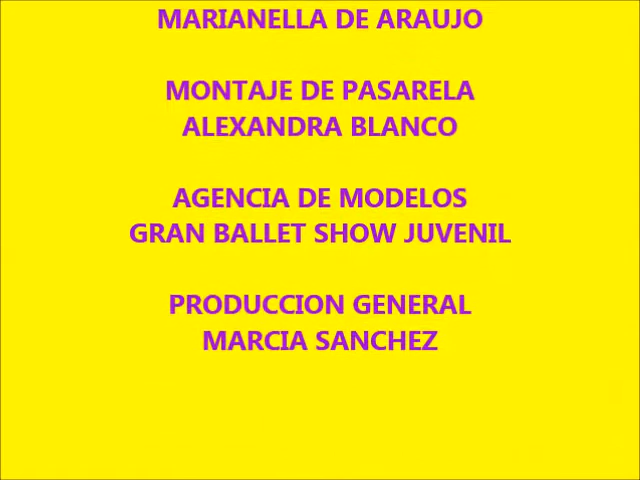 MARIANELLA DE ARAUJO
MONTAJE DE PASARELA
ALEXANDRA BLANCO
AGENCIA DE MODELOS
GRAN BALLET SHOW JUVENIL
PRODUCCION GENERAL
MARCIA SANCHEZ